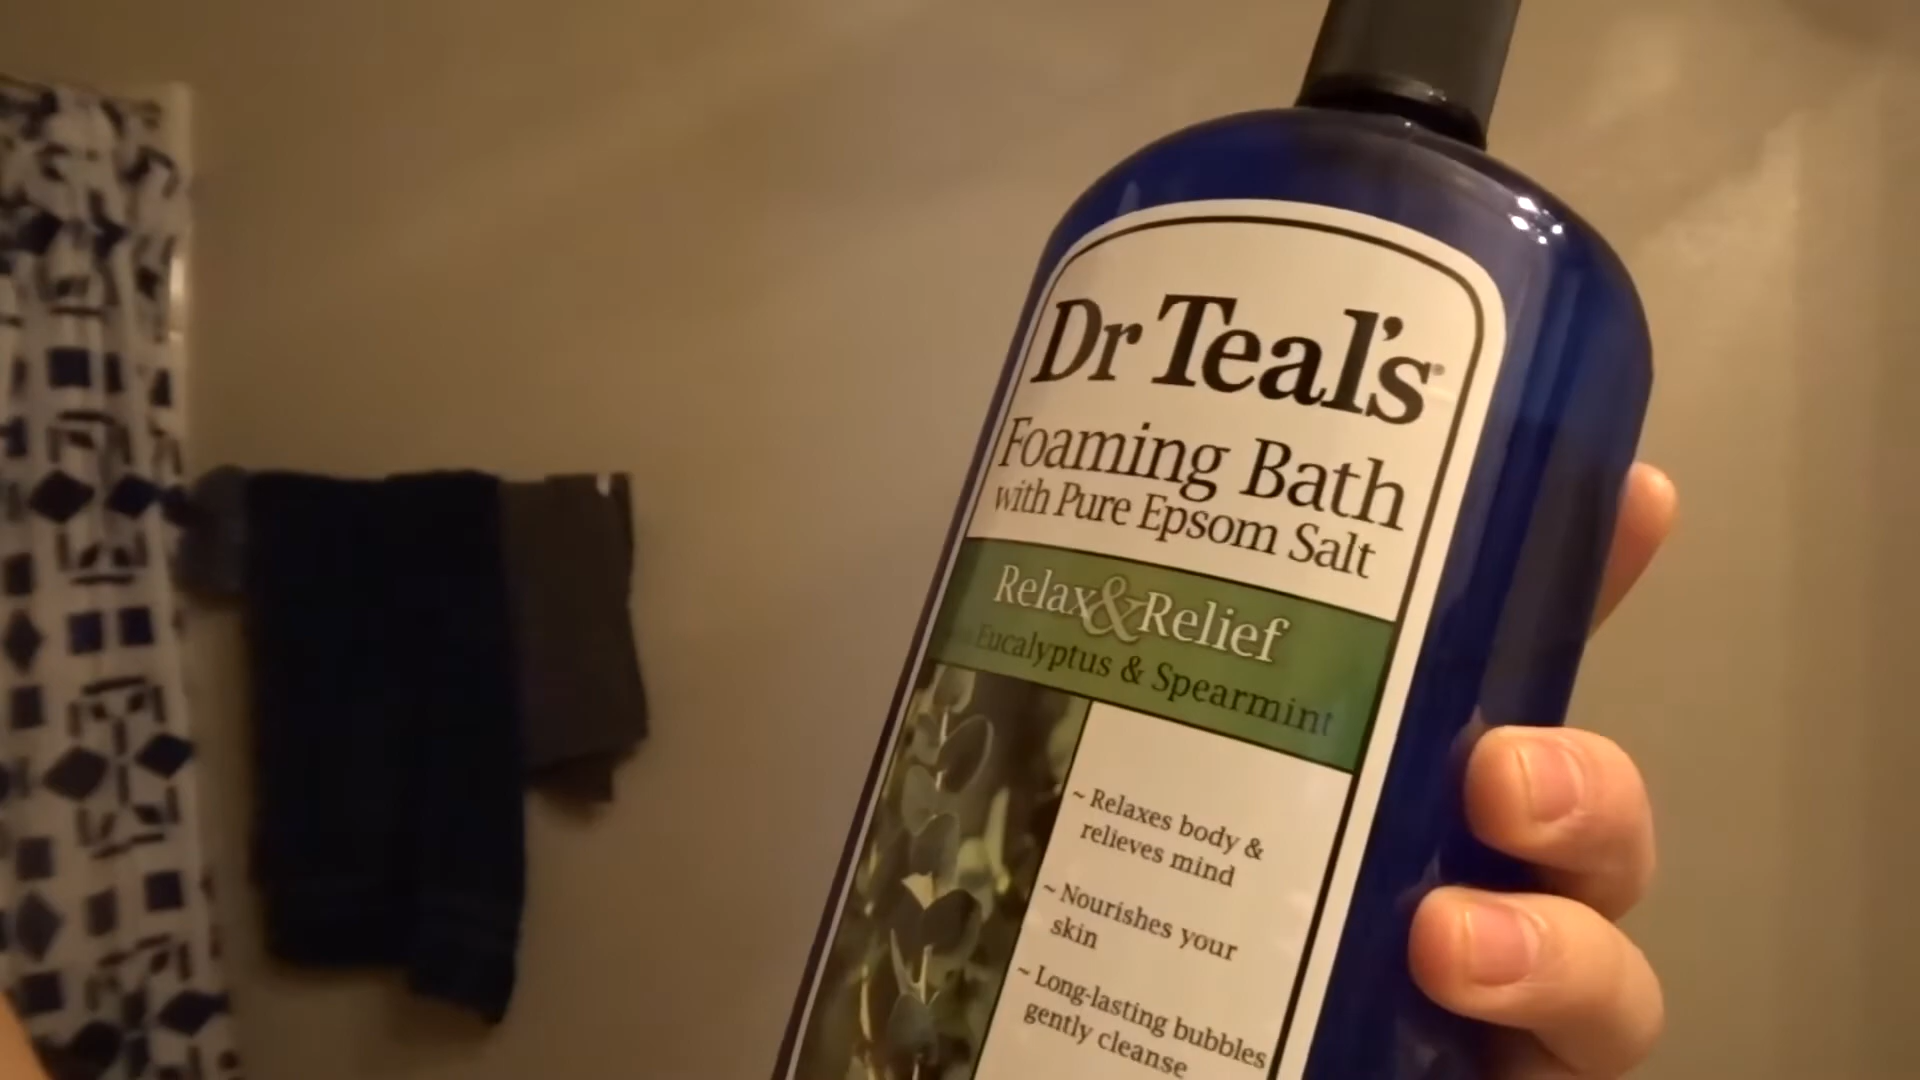 Dr Teal's®
Foaming Bath
with Pure Epsom Salt
Relax & Relief
Eucalyptus & Spearmint
~ Relaxes body &
relieves mind
~ Nourishes your
skin
~ Long-lasting bubbles
gently cleanse